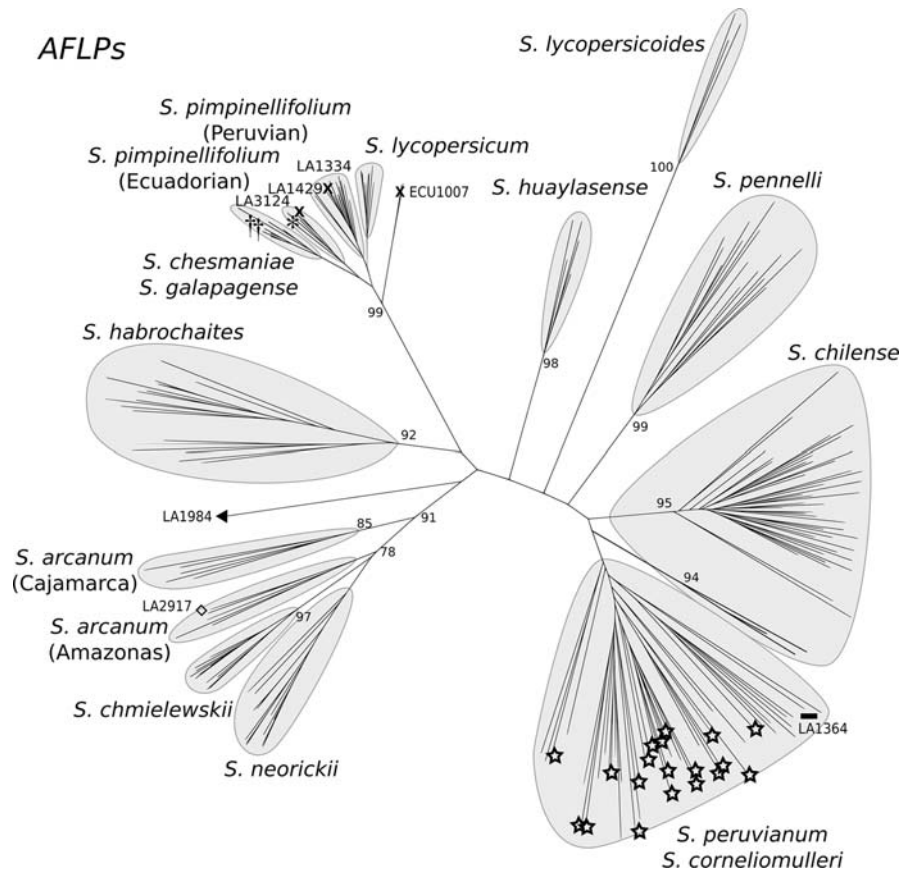 AFLPs
S. lycopersicoides
S. pimpinellifolium
(Peruvian)
S. pimpinellifolium
(Ecuadorian)
S. lycopersicum
LA1334
LA1429
LA3124
ECU1007
S. huaylasense
100
S. pennelli
S. chesmaniae
S. galapagense
99
S. habrochaites
98
S. chilense
99
92
95
LA1984
85
91
78
94
S. arcanum
(Cajamarca)
LA2917
S. arcanum
(Amazonas)
97
S. chmielewskii
LA1364
S. neorickii
S. peruvianum
S. corneliomulleri